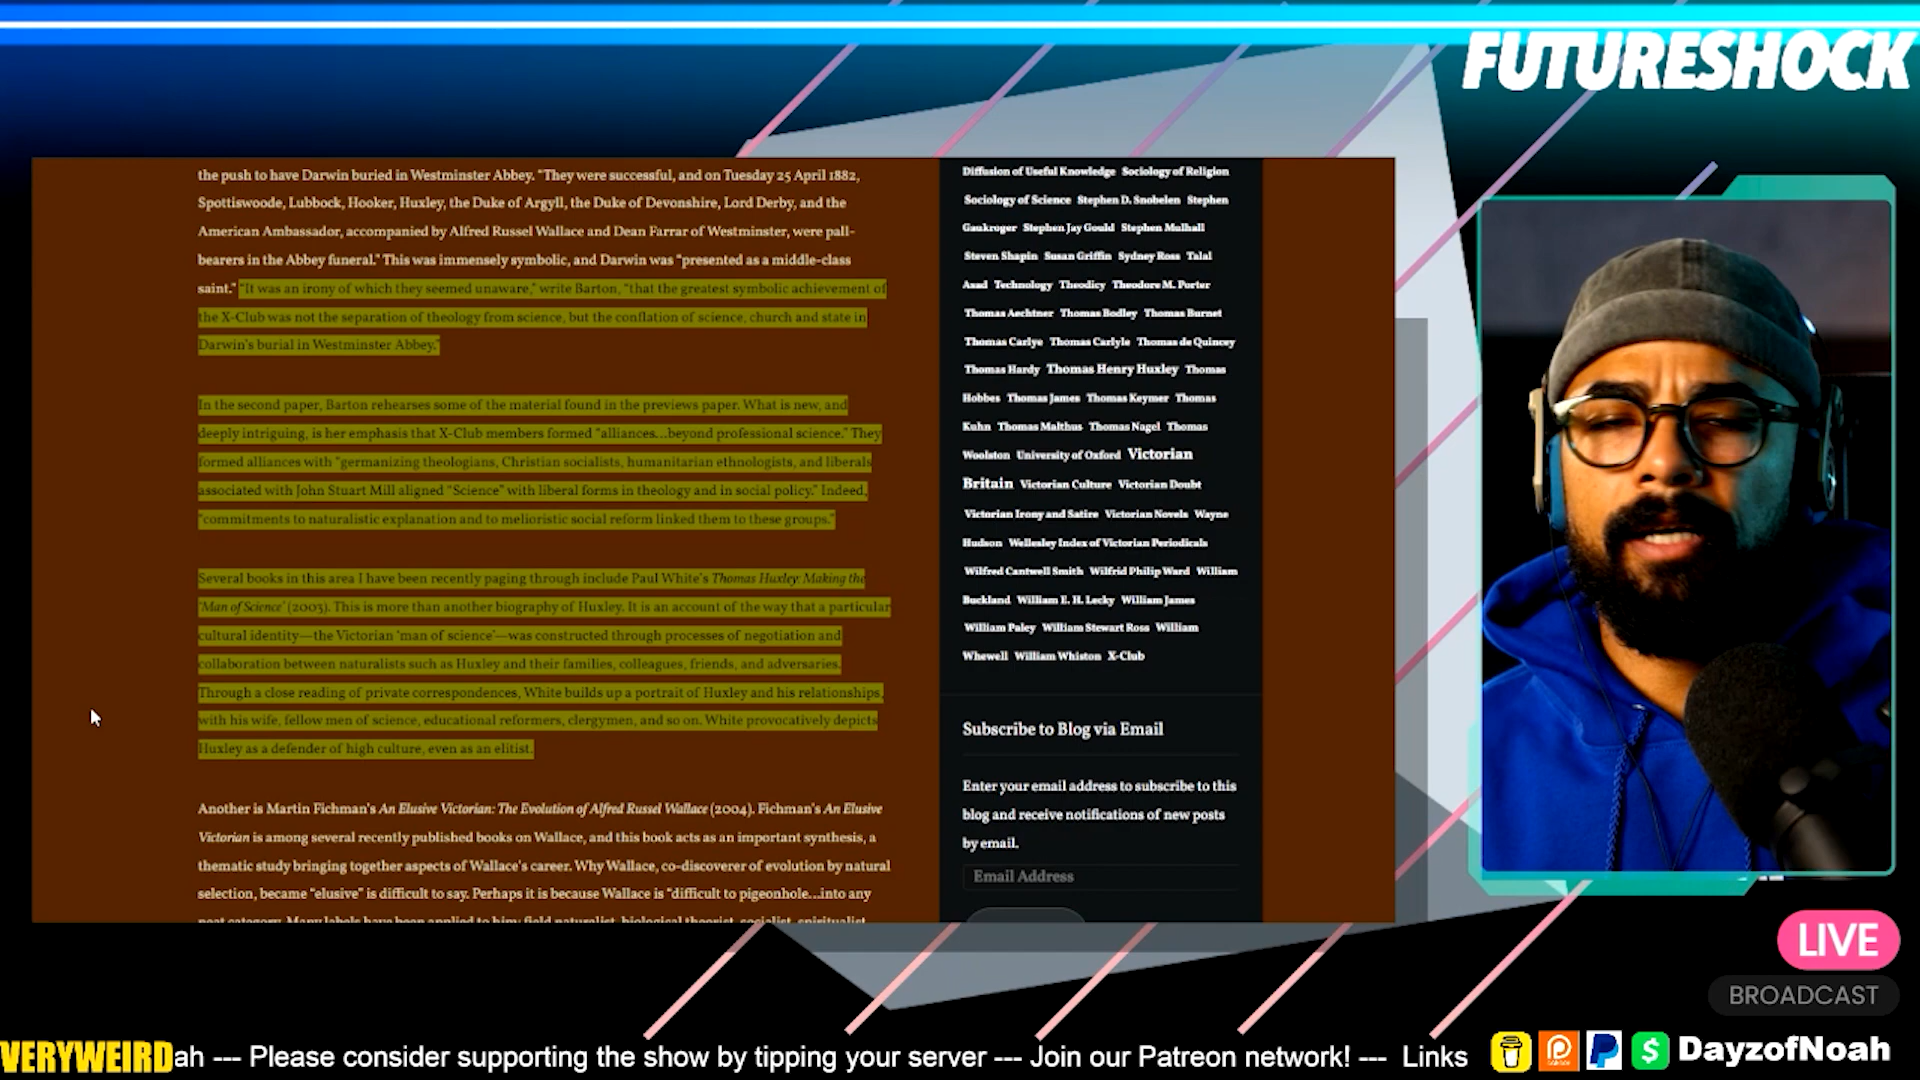 FUTURESHOCK
the push to have Darwin buried in Westminster Abbey. "They were successful, and on Tuesday 25 April 1882,
Spottiswoode, Lubbock, Hooker, Huxley, the Duke of Argyll, the Duke of Devonshire, Lord Derby, and the
American Ambassador, accompanied by Alfred Russel Wallace and Dean Farrar of Westminster, were pall-
bearers in the Abbey funeral." This was immensely symbolic, and Darwin was "presented as a middle-class
saint." "It was an irony of which they seemed unaware," write Barton, "that the greatest symbolic achievement of
the X-Club was not the separation of theology from science, but the conflation of science, church and state in
Darwin's burial in Westminster Abbey."
In the second paper, Barton rehearses some of the material found in the previews paper. What is new, and
deeply intriguing, is her emphasis that X-Club members formed "alliances...beyond professional science." They
formed alliances with "germanizing theologians, Christian socialists, humanitarian ethnologists, and liberals
associated with John Stuart Mill aligned "Science" with liberal forms in theology and in social policy." Indeed,
"commitments to naturalistic explanation and to melioristic social reform linked them to these groups."
Several books in this area I have been recently paging through include Paul White's Thomas Huxley: Making the
'Man of Science' (2003). This is more than another biography of Huxley. It is an account of the way that a particular
cultural identity—the Victorian 'man of science'—was constructed through processes of negotiation and
collaboration between naturalists such as Huxley and their families, colleagues, friends, and adversaries.
Through a close reading of private correspondences, White builds up a portrait of Huxley and his relationships,
with his wife, fellow men of science, educational reformers, clergymen, and so on. White provocatively depicts
Huxley as a defender of high culture, even as an elitist.
Another is Martin Fichman's An Elusive Victorian: The Evolution of Alfred Russel Wallace (2004). Fichman's An Elusive
Victorian is among several recently published books on Wallace, and this book acts as an important synthesis, a
thematic study bringing together aspects of Wallace's career. Why Wallace, co-discoverer of evolution by natural
selection, became "elusive" is difficult to say. Perhaps it is because Wallace is "difficult to pigeonhole...into any
neat category. Many labels have been applied to him: field naturalist, biological theorist, socialist, spiritualist,
Diffusion of Useful Knowledge Sociology of Religion
Sociology of Science Stephen D. Snobelen Stephen
Gaukroger Stephen Jay Gould Stephen Mulhall
Steven Shapin Susan Griffin Sydney Ross Talal
Asad Technology Theodicy Theodore M. Porter
Thomas Aechtner Thomas Bodley Thomas Burnet
Thomas Carlye Thomas Carlyle Thomas de Quincey
Thomas Hardy Thomas Henry Huxley Thomas
Hobbes Thomas James Thomas Keymer Thomas
Kuhn Thomas Malthus Thomas Nagel Thomas
Woolston University of Oxford Victorian
Britain Victorian Culture Victorian Doubt
Victorian Irony and Satire Victorian Novels Wayne
Hudson Wellesley Index of Victorian Periodicals
Wilfred Cantwell Smith Wilfrid Philip Ward William
Buckland William E. H. Lecky William James
William Paley William Stewart Ross William
Whewell William Whiston X-Club
Subscribe to Blog via Email
Enter your email address to subscribe to this
blog and receive notifications of new posts
by email.
Email Address
LIVE
BROADCAST
VERYWEIRD ah --- Please consider supporting the show by tipping your server --- Join our Patreon network! --- Links
DayzofNoah